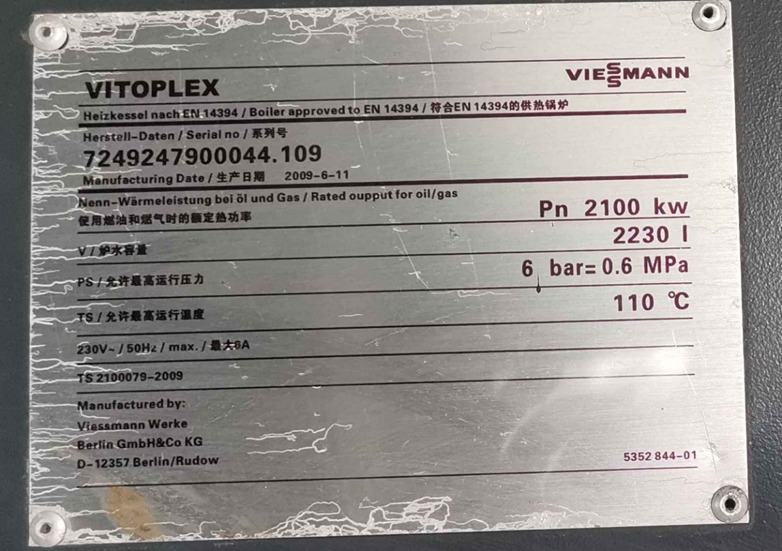 VITOPLEX
VIESSMANN
Heizkessel nach EN 14394 / Boiler approved to EN 14394 / 符合EN 14394的供热锅炉
Herstell-Daten / Serial no / 系列号
7249247900044.109
Manufacturing Date / 生产日期 2009-6-11
Nenn-Wärmeleistung bei öl und Gas / Rated oupput for oil/gas
使用燃油和燃气时的额定热功率 Pn 2100 kw
V / 炉水容量 2230 l
PS / 允许最高运行压力 6 bar= 0.6 MPa
TS / 允许最高运行温度 110 ℃
230V~ / 50Hz / max. / 最大6A
TS 2100079-2009
Manufactured by:
Viessmann Werke
Berlin GmbH&Co KG
D-12357 Berlin/Rudow
5352 844-01